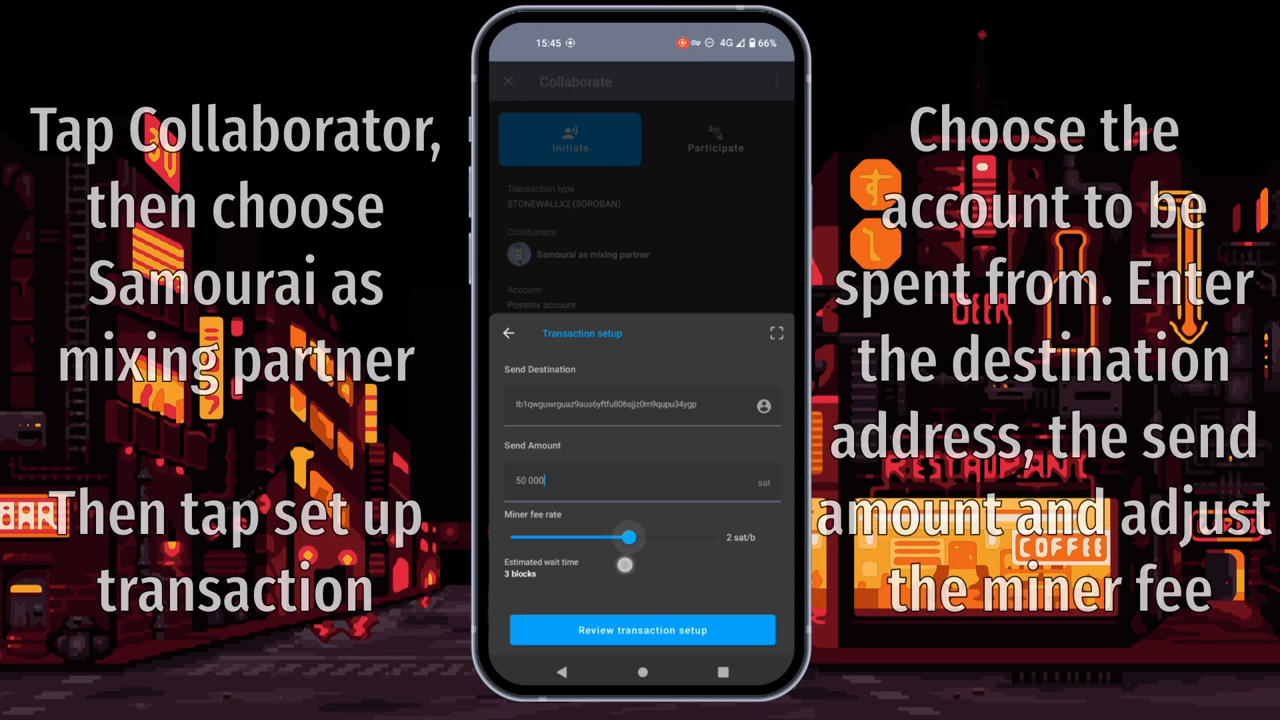 Tap Collaborator,
then choose
Samourai as
mixing partner
Then tap set up
transaction
15:45
4G
66%
Collaborate
Initiate
Participate
Transaction type
STONEWALLX2 (SOROBAN)
Collaborator
Samourai as mixing partner
Account
Postmix account
Transaction setup
Send Destination
tb1qwguwrguaz9aus6yftfu806sjjz0m9qupu34ygp
Send Amount
50 000
sat
Miner fee rate
2 sat/b
Estimated wait time
3 blocks
Review transaction setup
Choose the
account to be
spent from. Enter
the destination
address, the send
amount and adjust
the miner fee
BAR
BEER
RESTAURANT
COFFEE